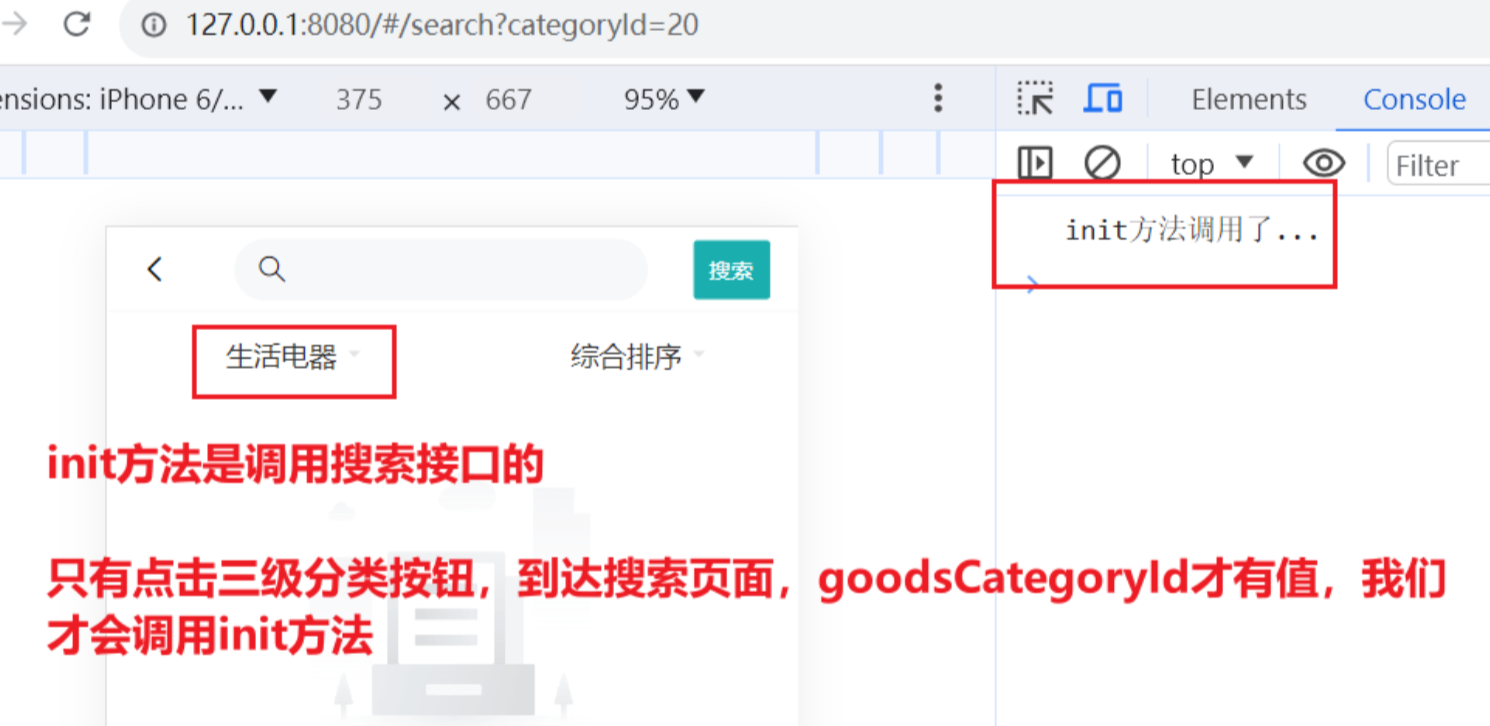 127.0.0.1:8080/#/search?categoryId=20
ensions: iPhone 6/... 375 × 667 95%
Elements Console
top Filter
init方法调用了...
搜索
生活电器 综合排序
init方法是调用搜索接口的
只有点击三级分类按钮，到达搜索页面，goodsCategoryId才有值，我们
才会调用init方法